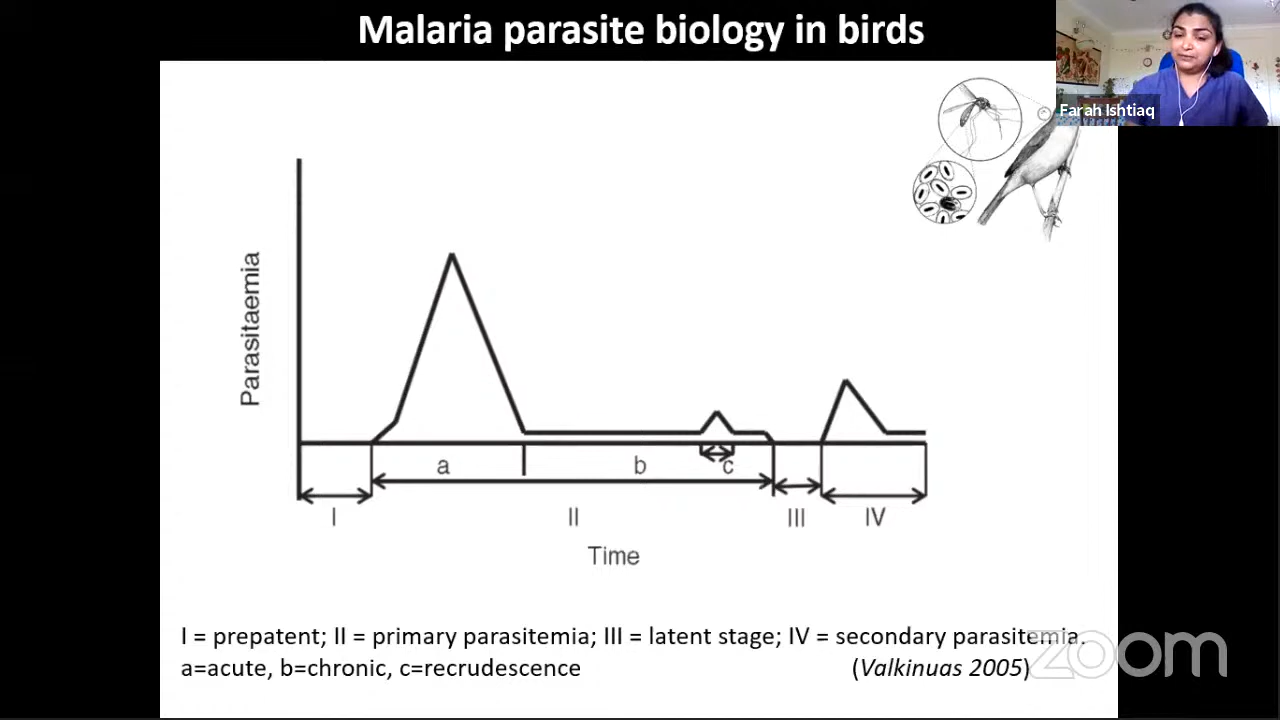 Malaria parasite biology in birds
Farah Ishtiaq
Parasitaemia
a
b
c
I
II
III
IV
Time
I = prepatent; II = primary parasitemia; III = latent stage; IV = secondary parasitemia.
a=acute, b=chronic, c=recrudescence
(Valkinuas 2005)
zoom